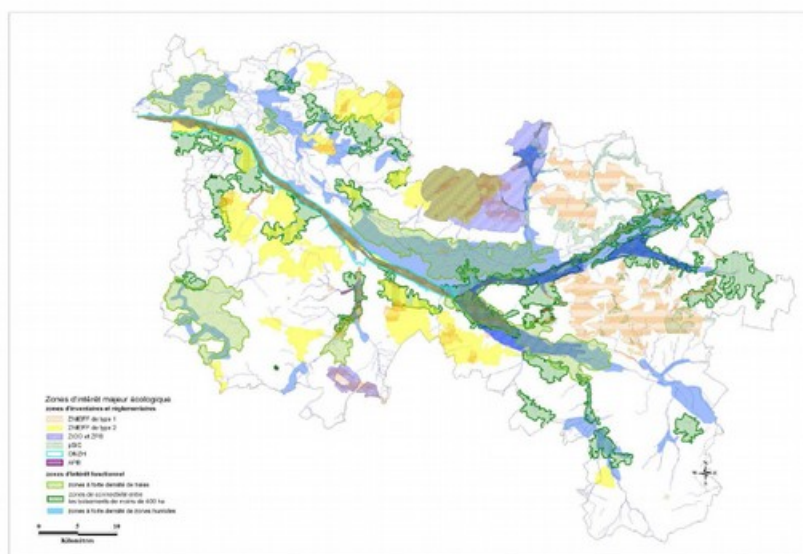 Zones d'intérêt majeur écologique
zones d'inventaires et réglementaires
ZNIEFF de type 1
ZNIEFF de type 2
ZICO et ZPS
pSIC
ONZH
APB
zones d'intérêt fonctionnel
zones à forte densité de haies
Zones de connectivité entre
les boisements de moins de 400 ha
zones à forte densité de zones humides
0 5 10
Kilomètres
N